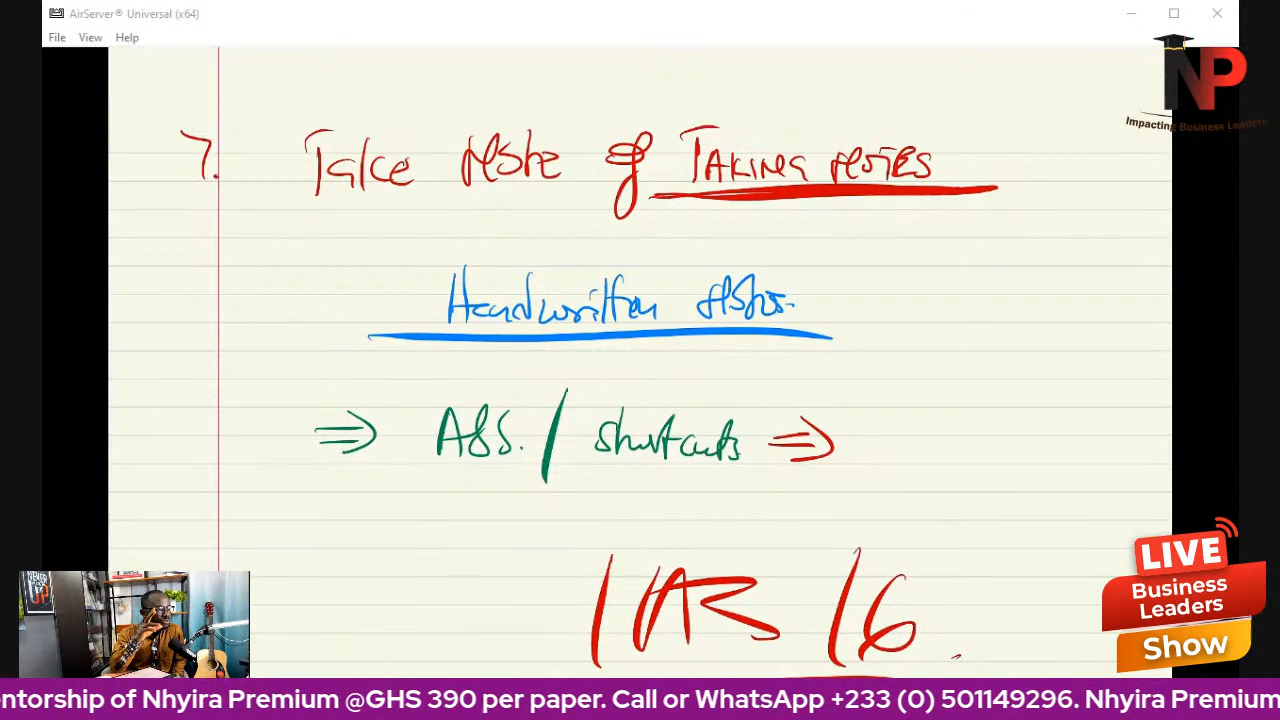 AirServer® Universal (x64)
File View Help
NP
Impacting Business Leaders
7. Take Note of TAKING NOTES
Handwritten Notes.
⇒ Abb. / shortcuts ⇒
IAS 16
LIVE
Business
Leaders
Show
entorship of Nhyira Premium @GHS 390 per paper. Call or WhatsApp +233 (0) 501149296. Nhyira Premium